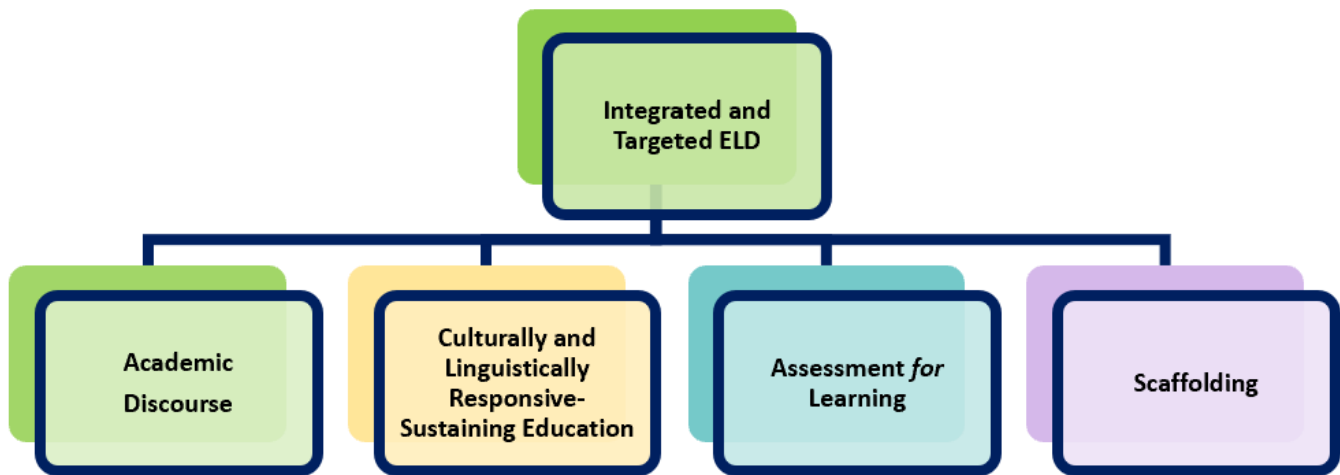 Integrated and
Targeted ELD
Academic
Discourse
Culturally and
Linguistically
Responsive-
Sustaining Education
Assessment for
Learning
Scaffolding